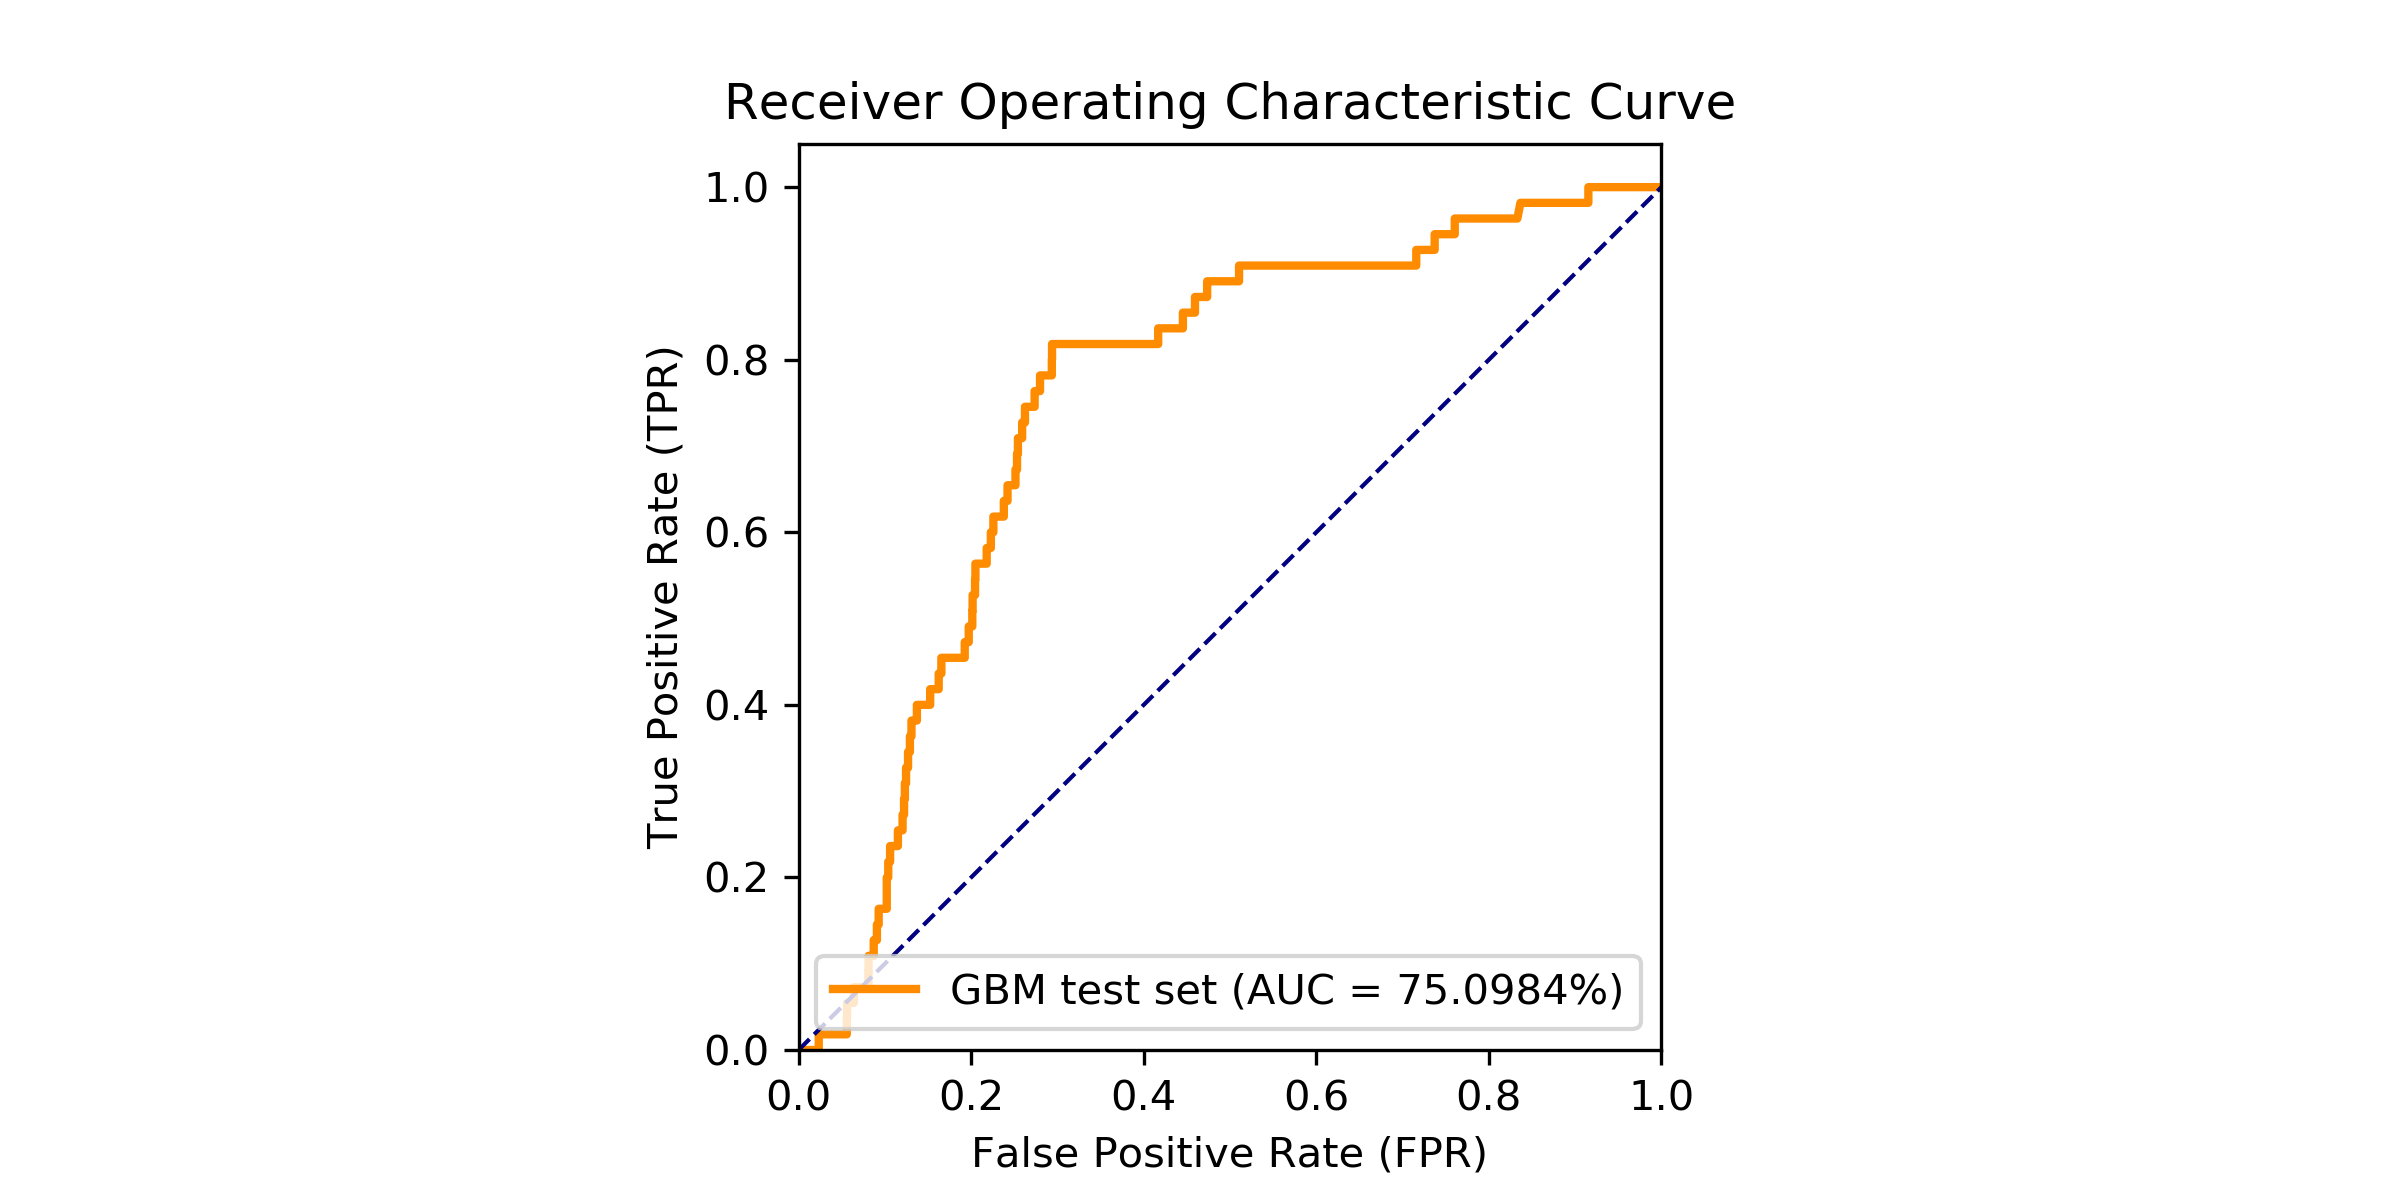 Receiver Operating Characteristic Curve
True Positive Rate (TPR)
1.0
0.8
0.6
0.4
0.2
0.0
GBM test set (AUC = 75.0984%)
0.0 0.2 0.4 0.6 0.8 1.0
False Positive Rate (FPR)